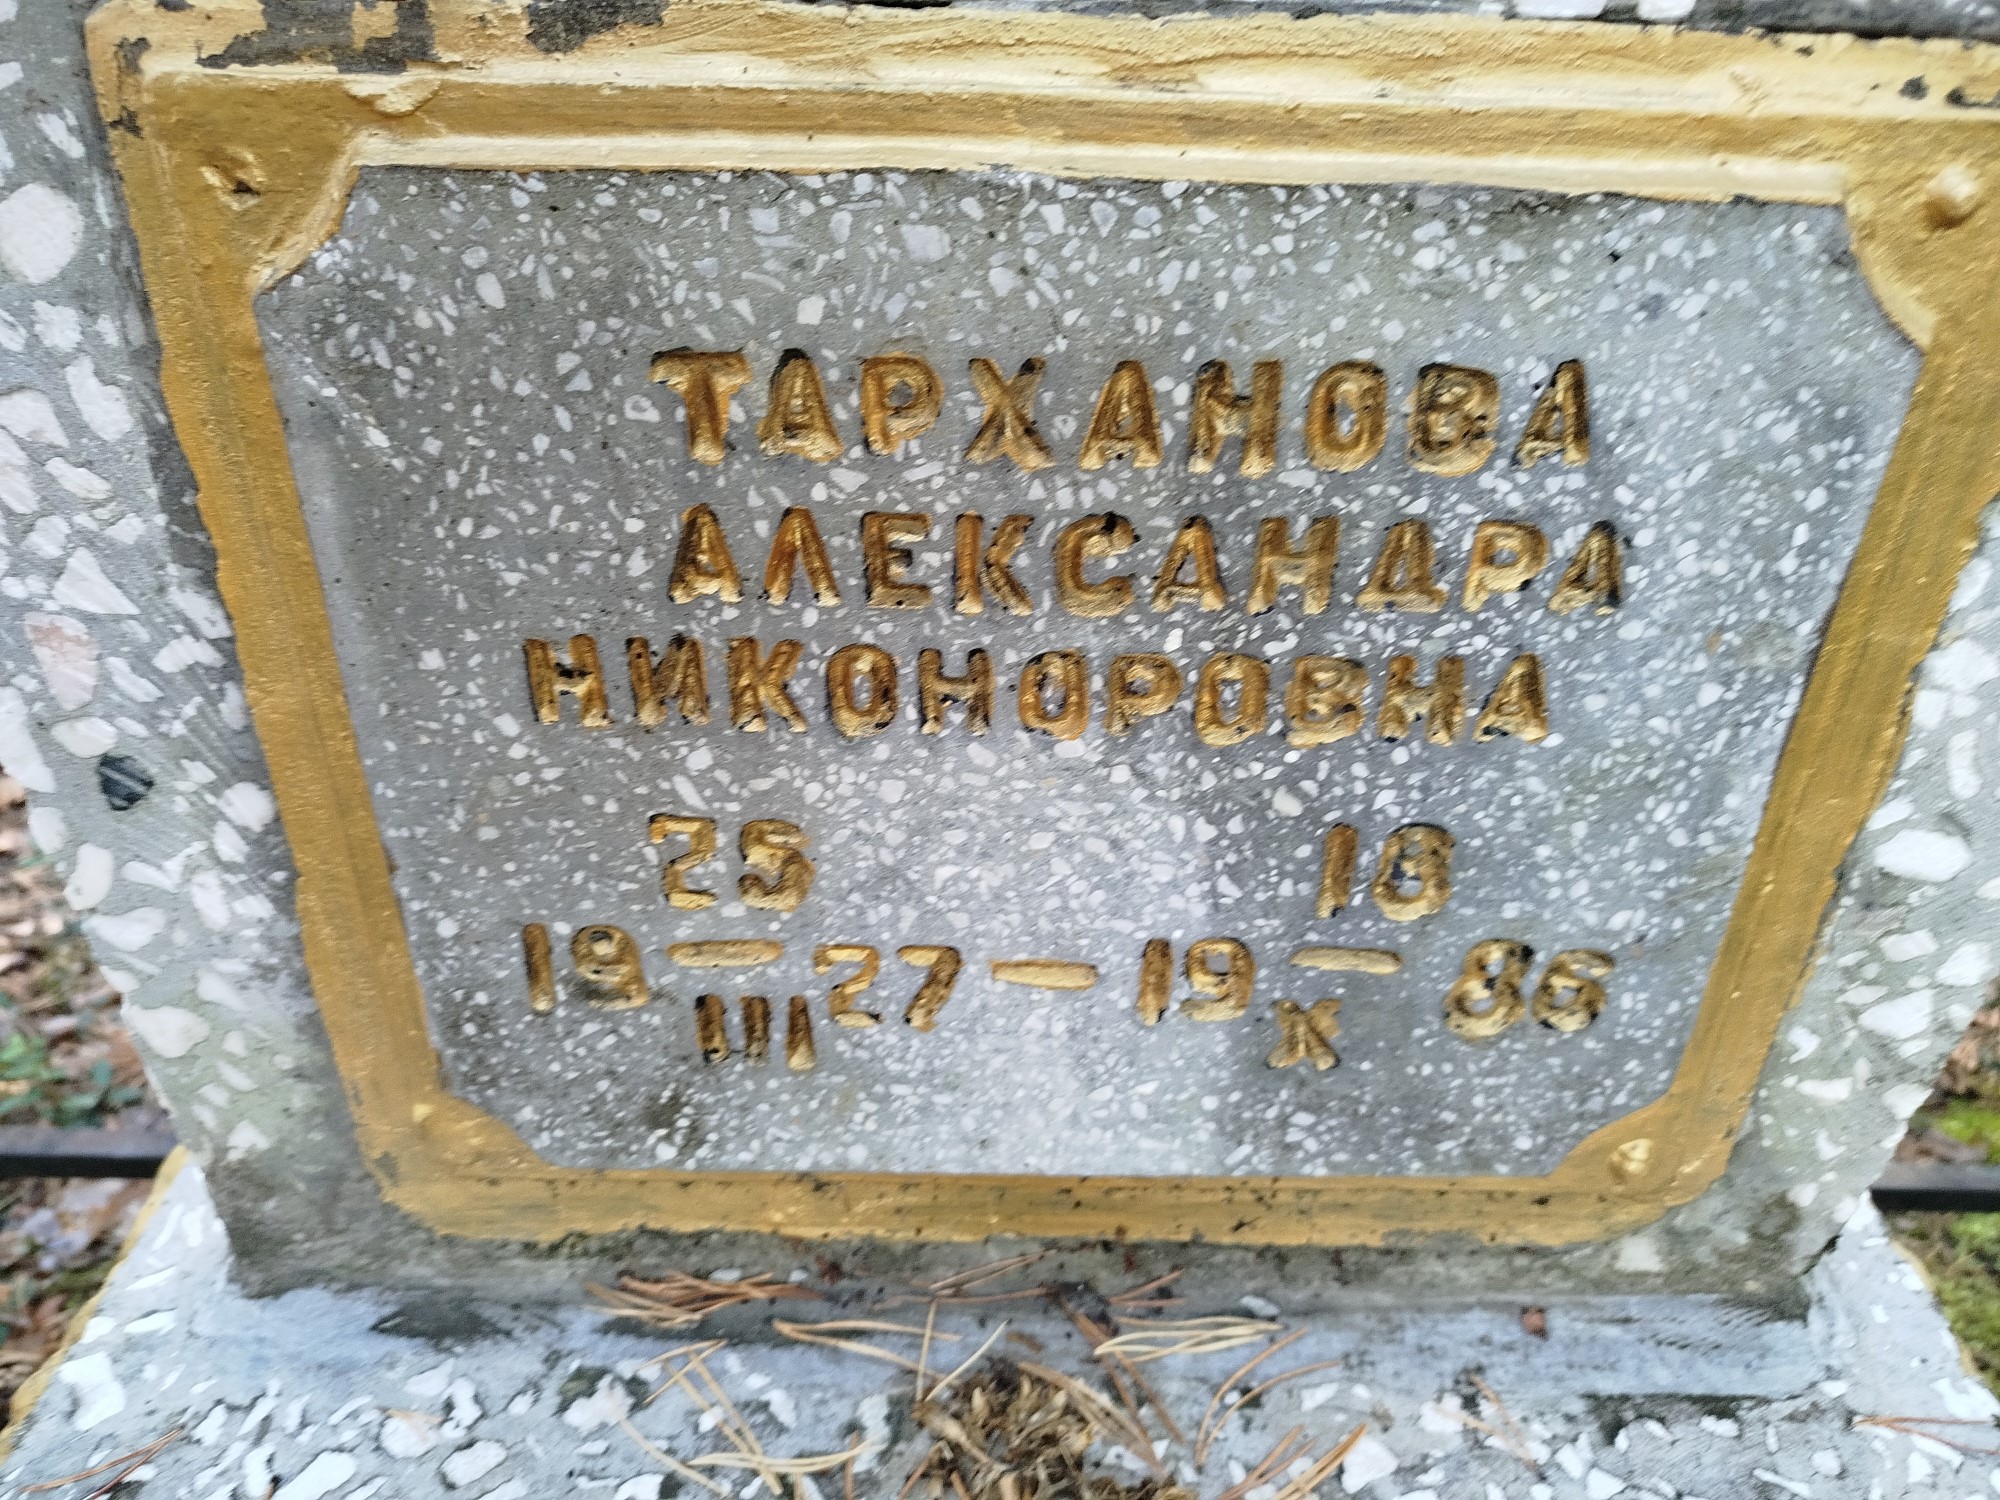 ТАРХАНОВА
АЛЕКСАНДРА
НИКОНОРОВНА
25 18
19 — 27 — 19 — 86
III X